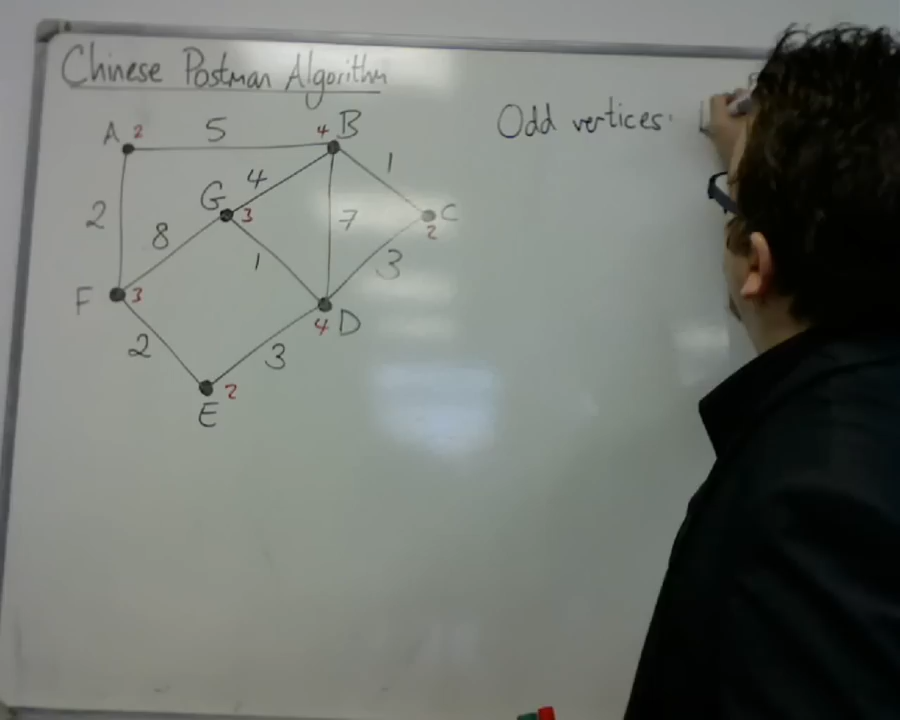 Chinese Postman Algorithm
Odd vertices:
A 2 5 4 B
G 4 1
2 8 3 7 C
2
1 3
F 3 4 D
2 3
2
E